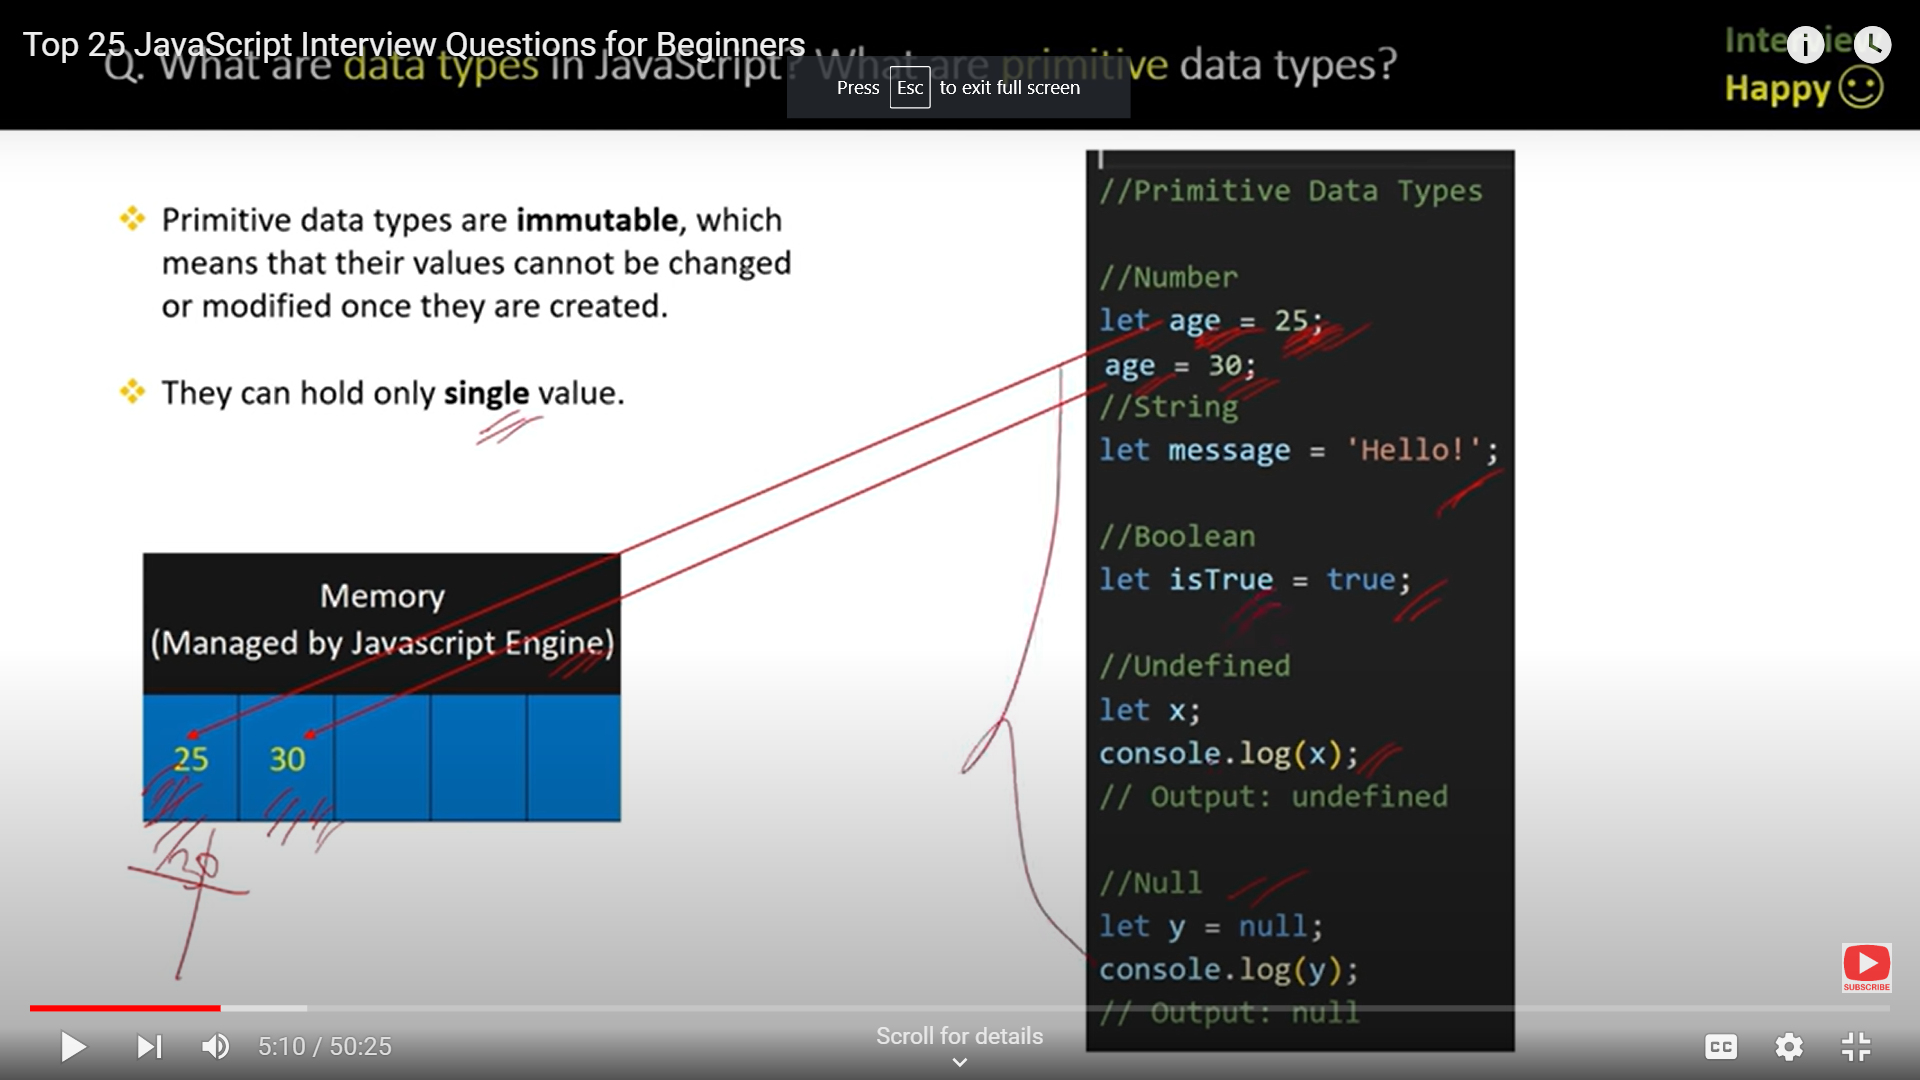 Top 25 JavaScript Interview Questions for Beginners
Q. What are data types in JavaScript? What are primitive data types?
Interview
Happy
Press Esc to exit full screen
Primitive data types are immutable, which
means that their values cannot be changed
or modified once they are created.
They can hold only single value.
Memory
(Managed by Javascript Engine)
25 30
30
//Primitive Data Types
//Number
let age = 25;
age = 30;
//String
let message = 'Hello!';
//Boolean
let isTrue = true;
//Undefined
let x;
console.log(x);
// Output: undefined
//Null
let y = null;
console.log(y);
// Output: null
SUBSCRIBE
5:10 / 50:25
Scroll for details
CC